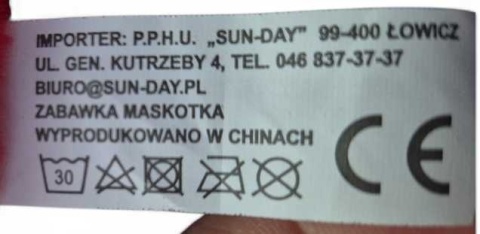 IMPORTER: P.P.H.U. „SUN-DAY" 99-400 ŁOWICZ
UL. GEN. KUTRZEBY 4, TEL. 046 837-37-37
BIURO@SUN-DAY.PL
ZABAWKA MASKOTKA
WYPRODUKOWANO W CHINACH
30
CE